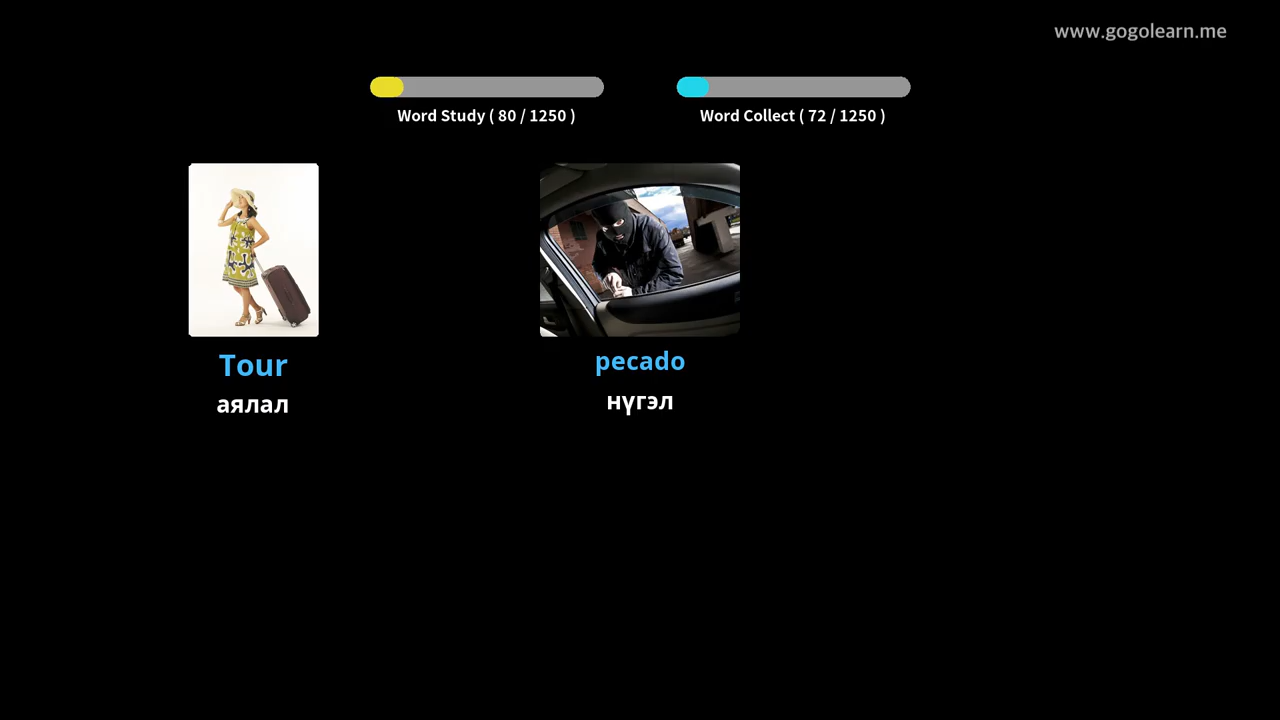 www.gogolearn.me
Word Study ( 80 / 1250 )
Word Collect ( 72 / 1250 )
Tour
аялал
pecado
нүгэл